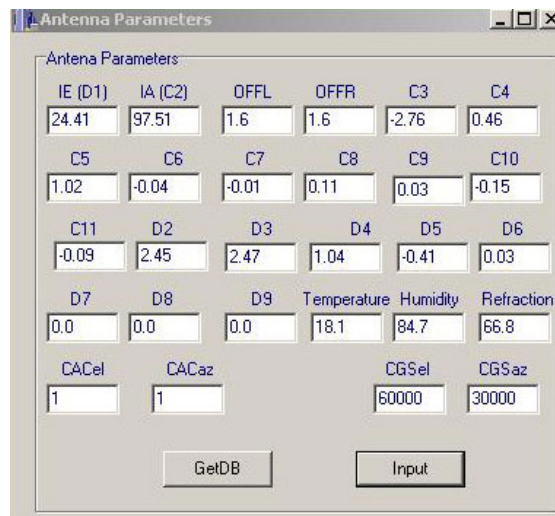 Antenna Parameters
Antena Parameters
IE (D1) IA (C2) OFFL OFFR C3 C4
24.41 97.51 1.6 1.6 -2.76 0.46
C5 C6 C7 C8 C9 C10
1.02 -0.04 -0.01 0.11 0.03 -0.15
C11 D2 D3 D4 D5 D6
-0.09 2.45 2.47 1.04 -0.41 0.03
D7 D8 D9 Temperature Humidity Refraction
0.0 0.0 0.0 18.1 84.7 66.8
CACel CACaz CGSel CGSaz
1 1 60000 30000
GetDB Input